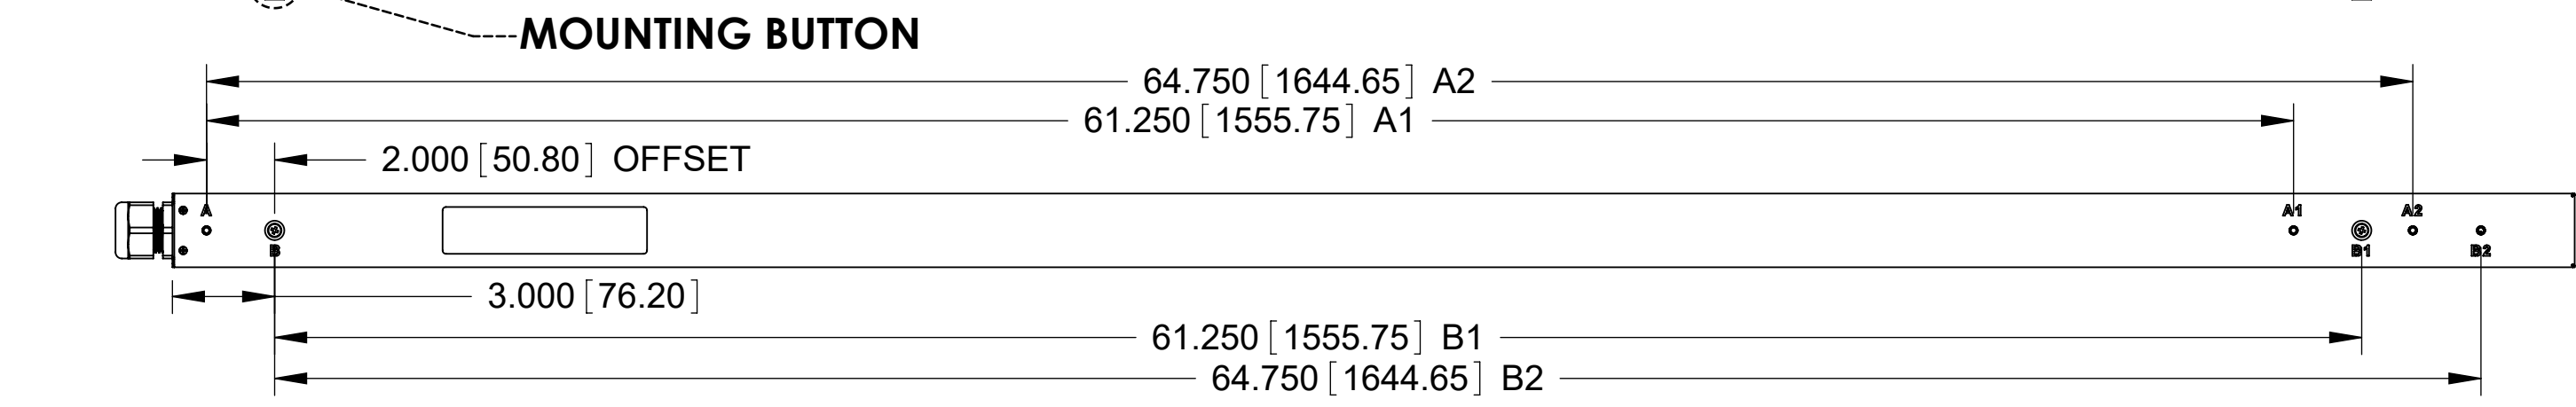 MOUNTING BUTTON
64.750 [1644.65] A2
61.250 [1555.75] A1
2.000 [50.80] OFFSET
A A1 A2
B B1 B2
3.000 [76.20]
61.250 [1555.75] B1
64.750 [1644.65] B2